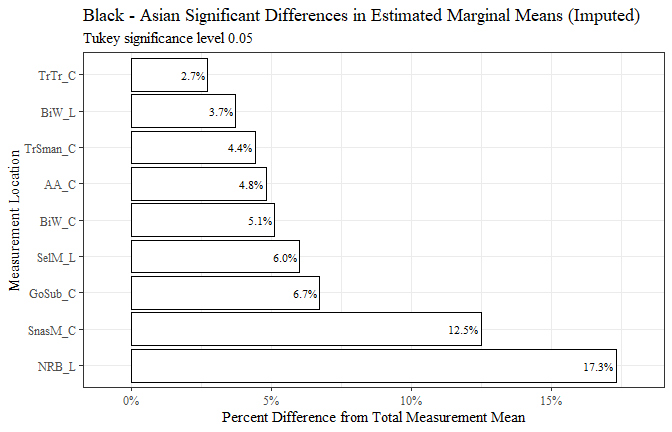 Black - Asian Significant Differences in Estimated Marginal Means (Imputed)
Tukey significance level 0.05
Measurement Location
TrTr_C 2.7%
BiW_L 3.7%
TrSman_C 4.4%
AA_C 4.8%
BiW_C 5.1%
SelM_L 6.0%
GoSub_C 6.7%
SnasM_C 12.5%
NRB_L 17.3%
0% 5% 10% 15%
Percent Difference from Total Measurement Mean